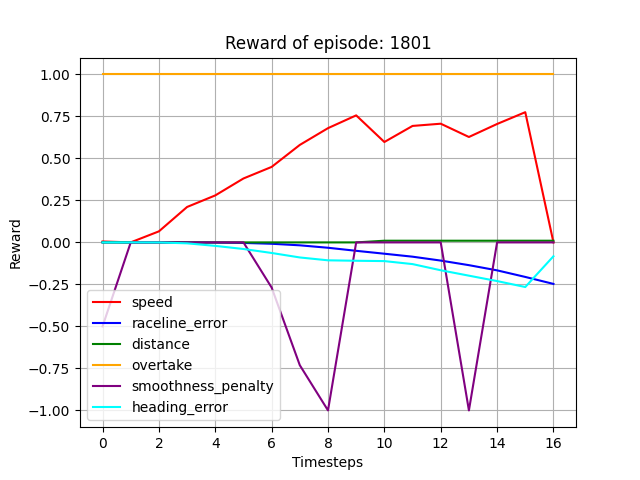 Reward of episode: 1801
Reward
1.00
0.75
0.50
0.25
0.00
−0.25
−0.50
−0.75
−1.00
speed
raceline_error
distance
overtake
smoothness_penalty
heading_error
0 2 4 6 8 10 12 14 16
Timesteps